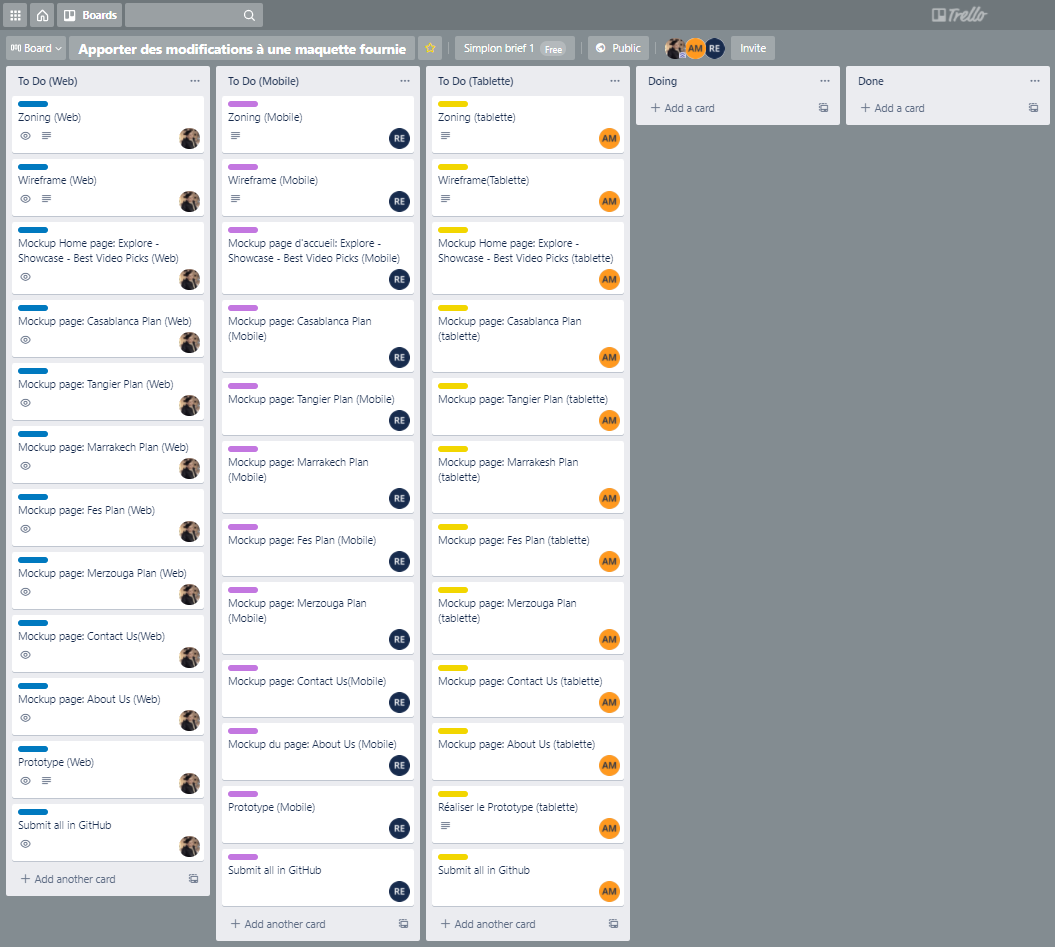 Boards
Trello
Board
Apporter des modifications à une maquette fournie
Simplon brief 1 Free
Public
AM
RE
Invite
To Do (Web)
Zoning (Web)
Wireframe (Web)
Mockup Home page: Explore -
Showcase - Best Video Picks (Web)
Mockup page: Casablanca Plan (Web)
Mockup page: Tangier Plan (Web)
Mockup page: Marrakech Plan (Web)
Mockup page: Fes Plan (Web)
Mockup page: Merzouga Plan (Web)
Mockup page: Contact Us(Web)
Mockup page: About Us (Web)
Prototype (Web)
Submit all in GitHub
+ Add another card
To Do (Mobile)
Zoning (Mobile)
RE
Wireframe (Mobile)
RE
Mockup page d'accueil: Explore -
Showcase - Best Video Picks (Mobile)
RE
Mockup page: Casablanca Plan
(Mobile)
RE
Mockup page: Tangier Plan (Mobile)
RE
Mockup page: Marrakech Plan
(Mobile)
RE
Mockup page: Fes Plan (Mobile)
RE
Mockup page: Merzouga Plan
(Mobile)
RE
Mockup page: Contact Us(Mobile)
RE
Mockup du page: About Us (Mobile)
RE
Prototype (Mobile)
RE
Submit all in GitHub
RE
+ Add another card
To Do (Tablette)
Zoning (tablette)
AM
Wireframe(Tablette)
AM
Mockup Home page: Explore -
Showcase - Best Video Picks (tablette)
AM
Mockup page: Casablanca Plan
(tablette)
AM
Mockup page: Tangier Plan (tablette)
AM
Mockup page: Marrakesh Plan
(tablette)
AM
Mockup page: Fes Plan (tablette)
AM
Mockup page: Merzouga Plan
(tablette)
AM
Mockup page: Contact Us (tablette)
AM
Mockup page: About Us (tablette)
AM
Réaliser le Prototype (tablette)
AM
Submit all in Github
AM
+ Add another card
Doing
+ Add a card
Done
+ Add a card